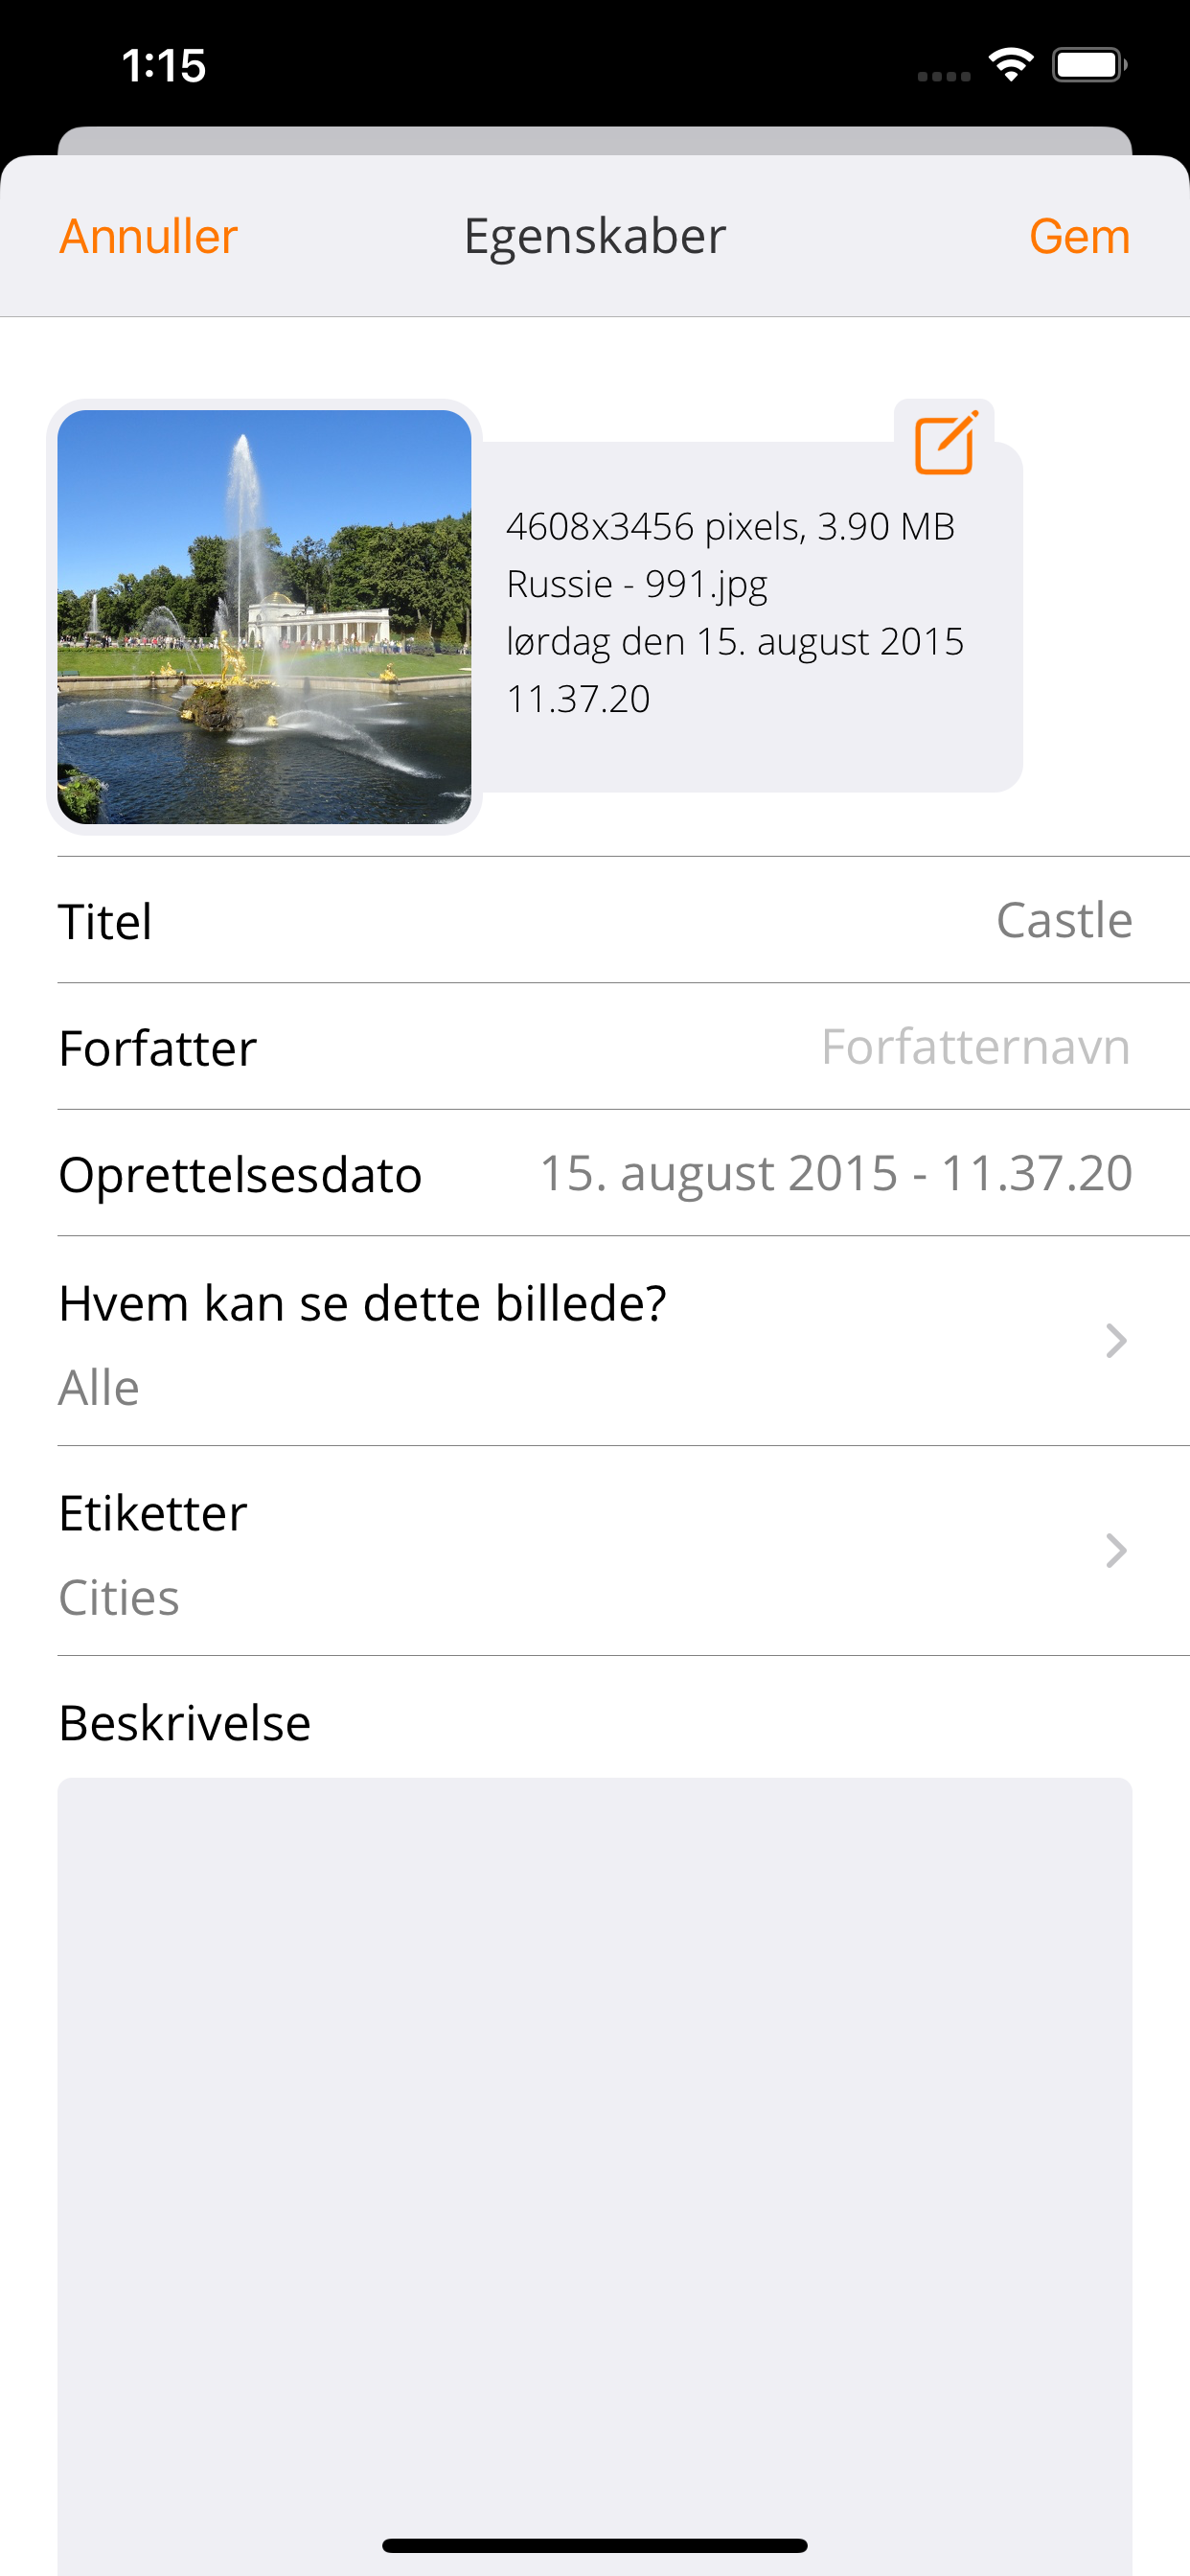 1:15
Annuller
Egenskaber
Gem
4608x3456 pixels, 3.90 MB
Russie - 991.jpg
lørdag den 15. august 2015
11.37.20
Titel
Castle
Forfatter
Forfatternavn
Oprettelsesdato
15. august 2015 - 11.37.20
Hvem kan se dette billede?
Alle
Etiketter
Cities
Beskrivelse